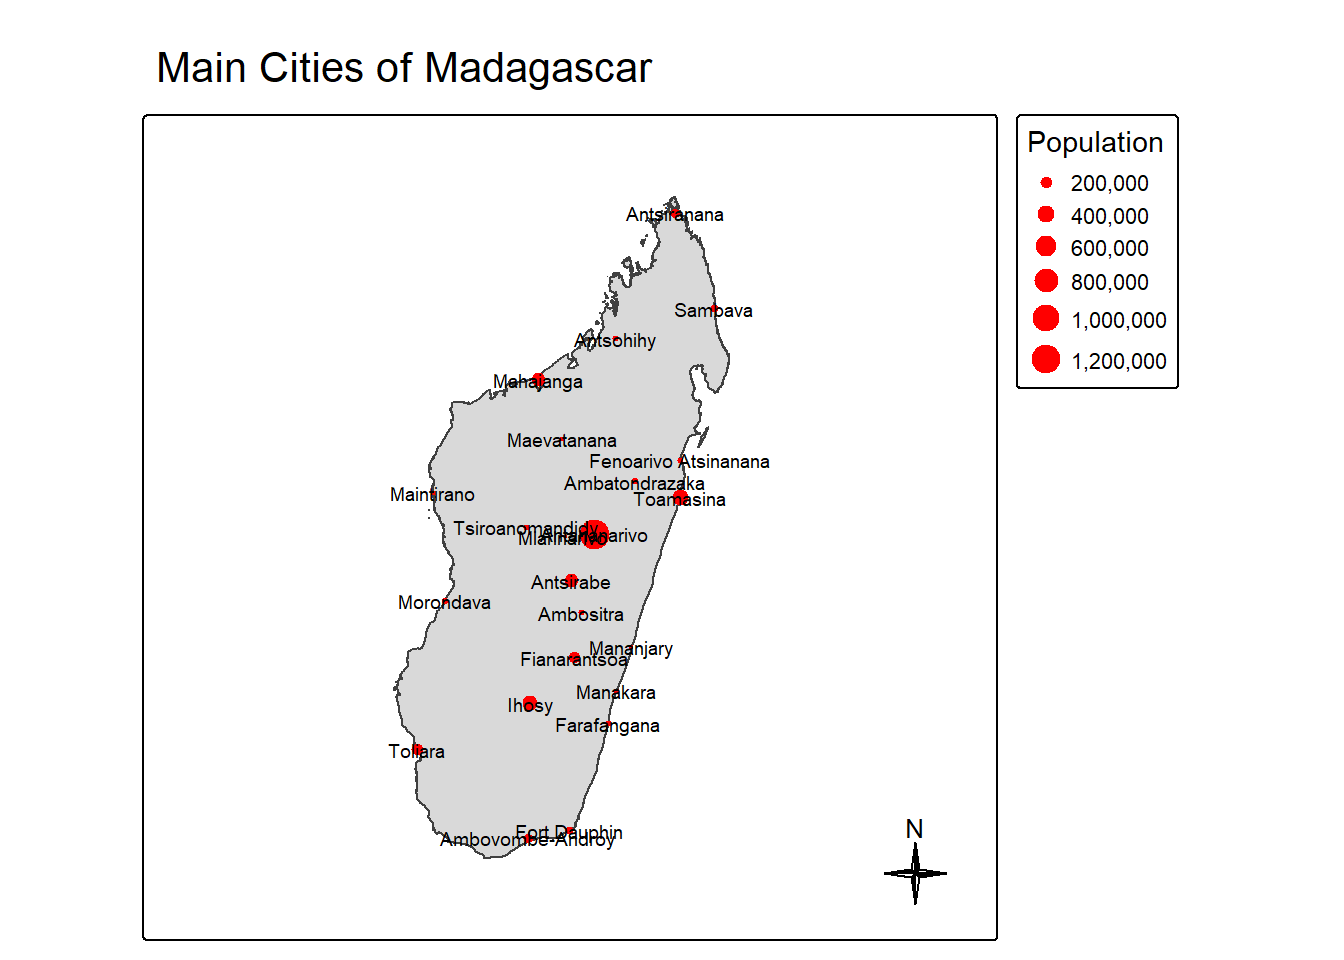 Main Cities of Madagascar
Population
200,000
400,000
600,000
800,000
1,000,000
1,200,000
Antsiranana
Sambava
Antsohihy
Mahajanga
Maevatanana
Fenoarivo Atsinanana
Ambatondrazaka
Maintirano
Toamasina
Tsiroanomandidy
Antananarivo
Miarinarivo
Antsirabe
Morondava
Ambositra
Mananjary
Fianarantsoa
Manakara
Ihosy
Farafangana
Toliara
Fort Dauphin
Ambovombe-Androy
N